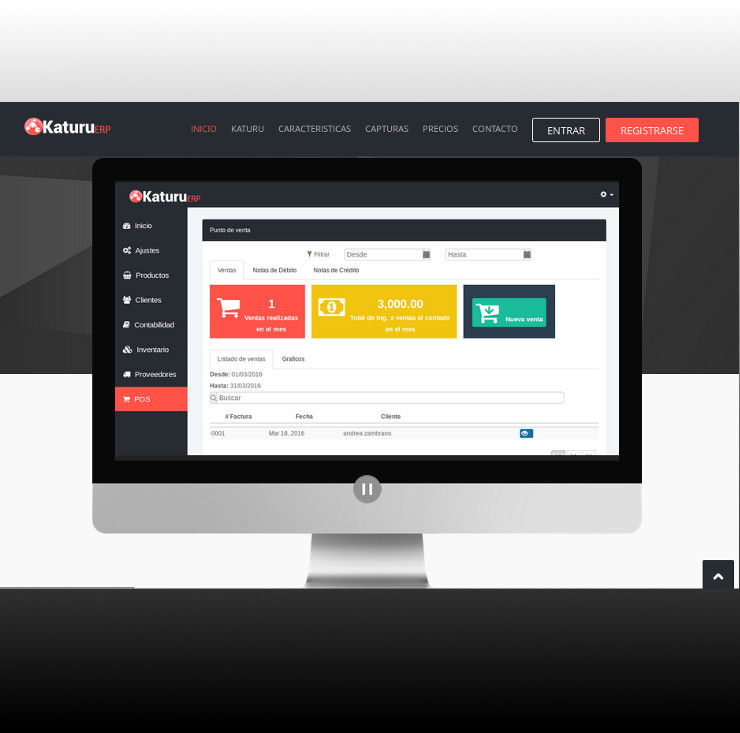 KaturuERP
INICIO KATURU CARACTERISTICAS CAPTURAS PRECIOS CONTACTO ENTRAR REGISTRARSE
KaturuERP
Inicio
Ajustes
Productos
Clientes
Contabilidad
Inventario
Proveedores
POS
Punto de venta
Filtrar Desde Hasta
Ventas Notas de Débito Notas de Crédito
1
Ventas realizadas
en el mes
3,000.00
Total de Ing. x ventas al contado
en el mes
Nueva venta
Listado de ventas Graficos
Desde: 01/03/2016
Hasta: 31/03/2016
Buscar
# Factura Fecha Cliente
0001 Mar 18, 2016 andrea zambrano